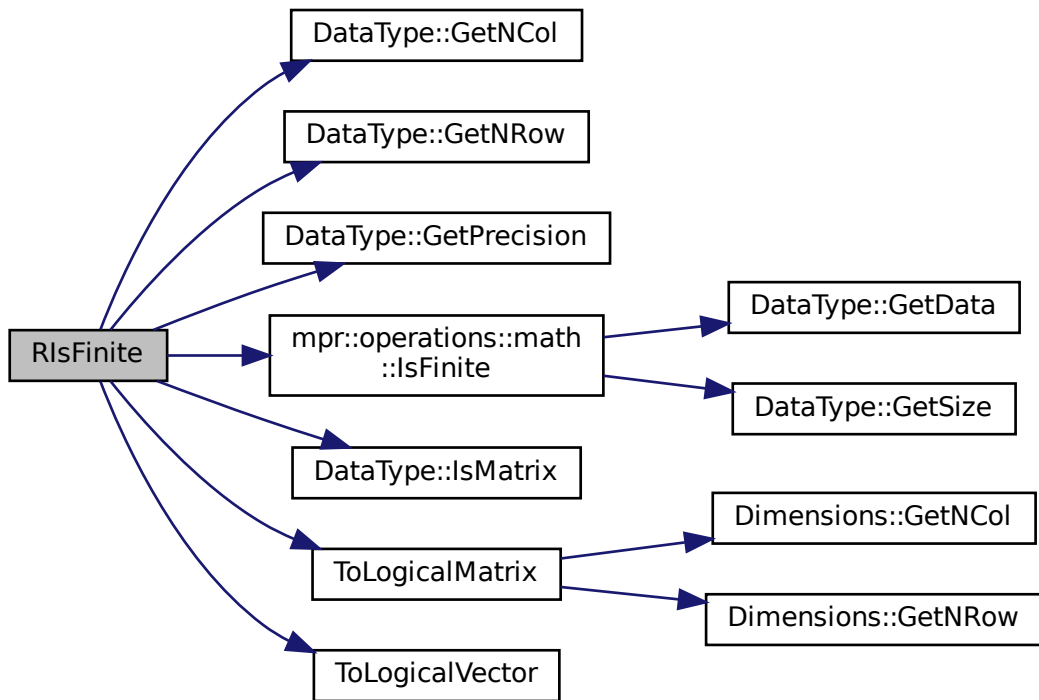 RIsFinite
DataType::GetNCol
DataType::GetNRow
DataType::GetPrecision
mpr::operations::math
::IsFinite
DataType::GetData
DataType::GetSize
DataType::IsMatrix
ToLogicalMatrix
Dimensions::GetNCol
Dimensions::GetNRow
ToLogicalVector